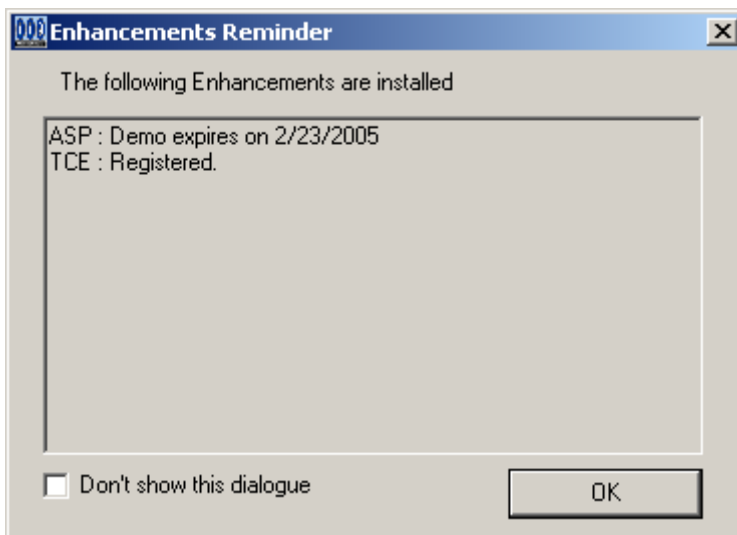 Enhancements Reminder
The following Enhancements are installed
ASP : Demo expires on 2/23/2005
TCE : Registered.
Don't show this dialogue
OK